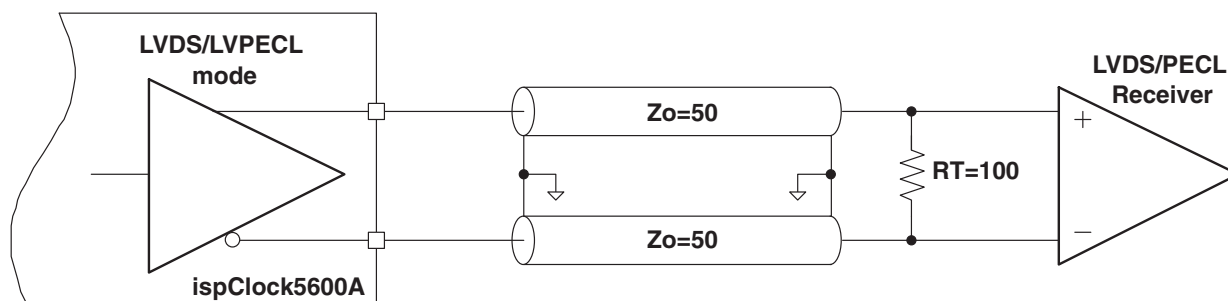 LVDS/LVPECL
mode
Zo=50
LVDS/PECL
Receiver
+
RT=100
−
Zo=50
ispClock5600A